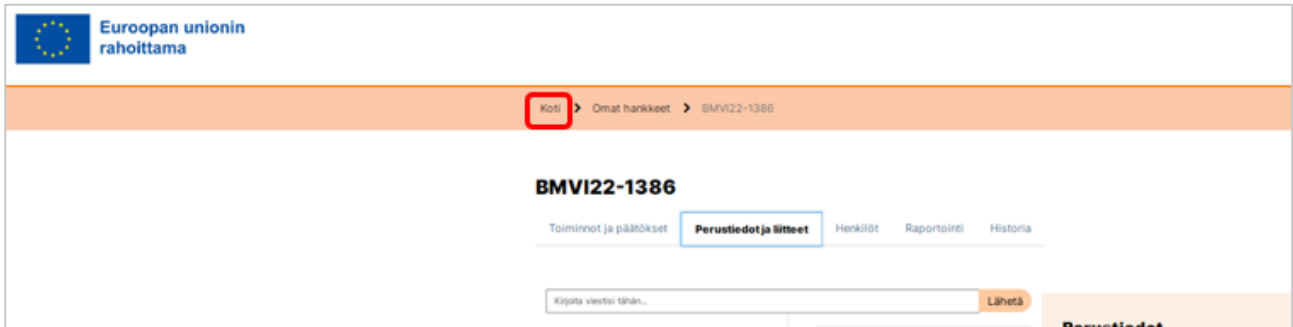 Euroopan unionin
rahoittama
Koti > Omat hankkeet > BMVI22-1386
BMVI22-1386
Toiminnot ja päätökset Perustiedot ja liitteet Henkilöt Raportointi Historia
Kirjoita viestisi tähän... Lähetä
Perustiedot